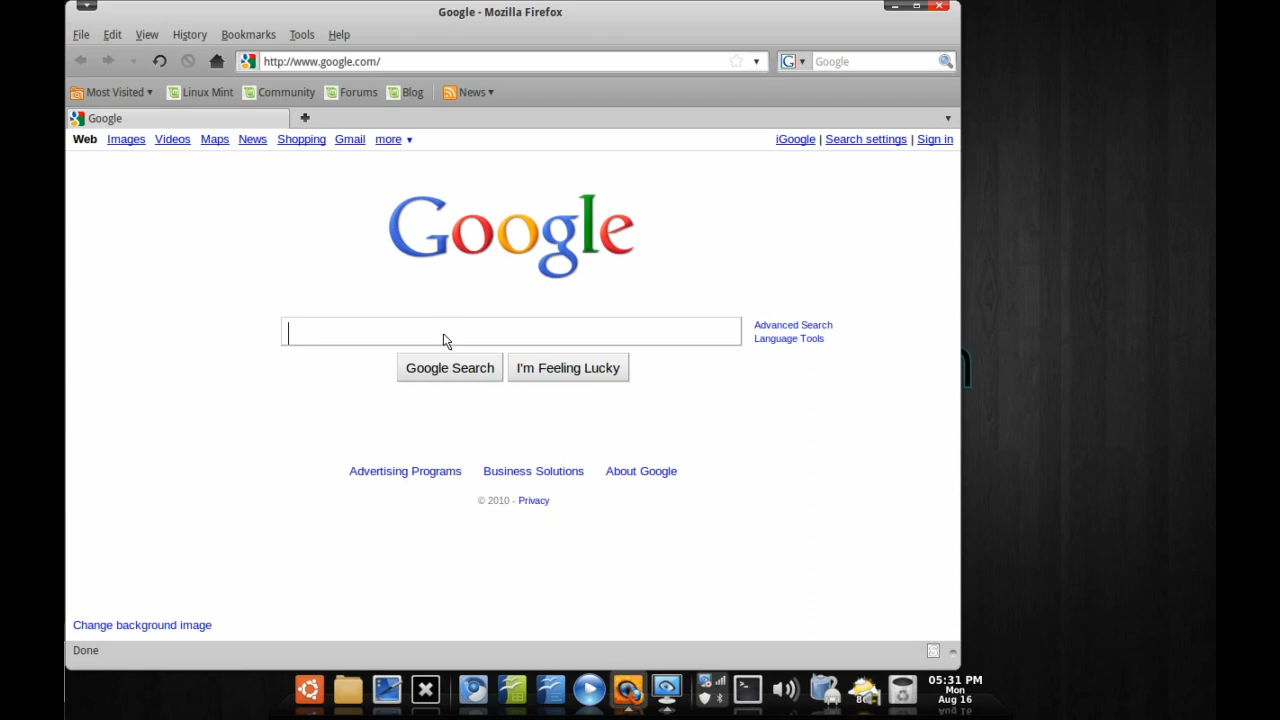 Google - Mozilla Firefox
File Edit View History Bookmarks Tools Help
http://www.google.com/ Google
Most Visited Linux Mint Community Forums Blog News
Google
Web Images Videos Maps News Shopping Gmail more iGoogle | Search settings | Sign in
Google
Advanced Search
Language Tools
Google Search I'm Feeling Lucky
Advertising Programs Business Solutions About Google
© 2010 - Privacy
Change background image
Done
05:31 PM
Mon
Aug 16